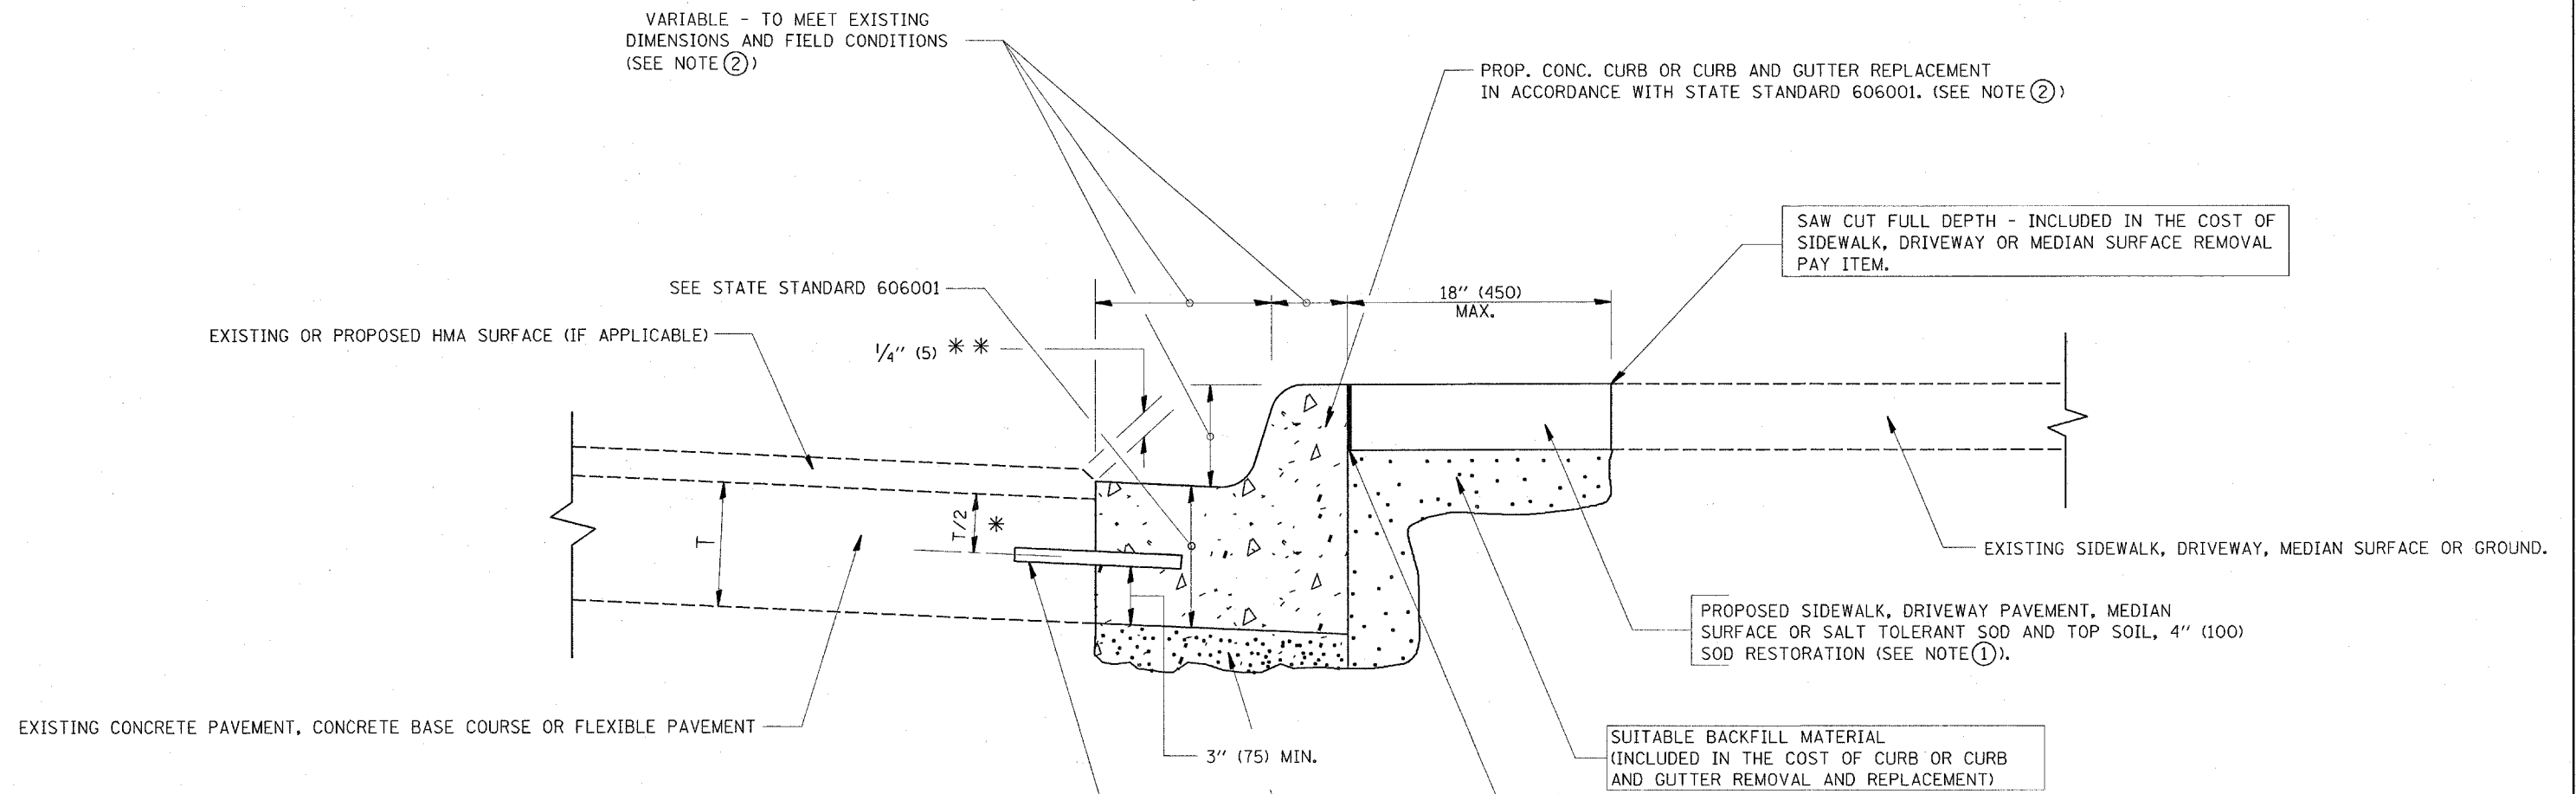 VARIABLE - TO MEET EXISTING
DIMENSIONS AND FIELD CONDITIONS
(SEE NOTE ②)
PROP. CONC. CURB OR CURB AND GUTTER REPLACEMENT
IN ACCORDANCE WITH STATE STANDARD 606001. (SEE NOTE ②)
SAW CUT FULL DEPTH - INCLUDED IN THE COST OF
SIDEWALK, DRIVEWAY OR MEDIAN SURFACE REMOVAL
PAY ITEM.
SEE STATE STANDARD 606001
18" (450)
MAX.
EXISTING OR PROPOSED HMA SURFACE (IF APPLICABLE)
1/4" (5) * *
T
T/2 *
EXISTING SIDEWALK, DRIVEWAY, MEDIAN SURFACE OR GROUND.
PROPOSED SIDEWALK, DRIVEWAY PAVEMENT, MEDIAN
SURFACE OR SALT TOLERANT SOD AND TOP SOIL, 4" (100)
SOD RESTORATION (SEE NOTE ①).
EXISTING CONCRETE PAVEMENT, CONCRETE BASE COURSE OR FLEXIBLE PAVEMENT
3" (75) MIN.
SUITABLE BACKFILL MATERIAL
(INCLUDED IN THE COST OF CURB OR CURB
AND GUTTER REMOVAL AND REPLACEMENT)